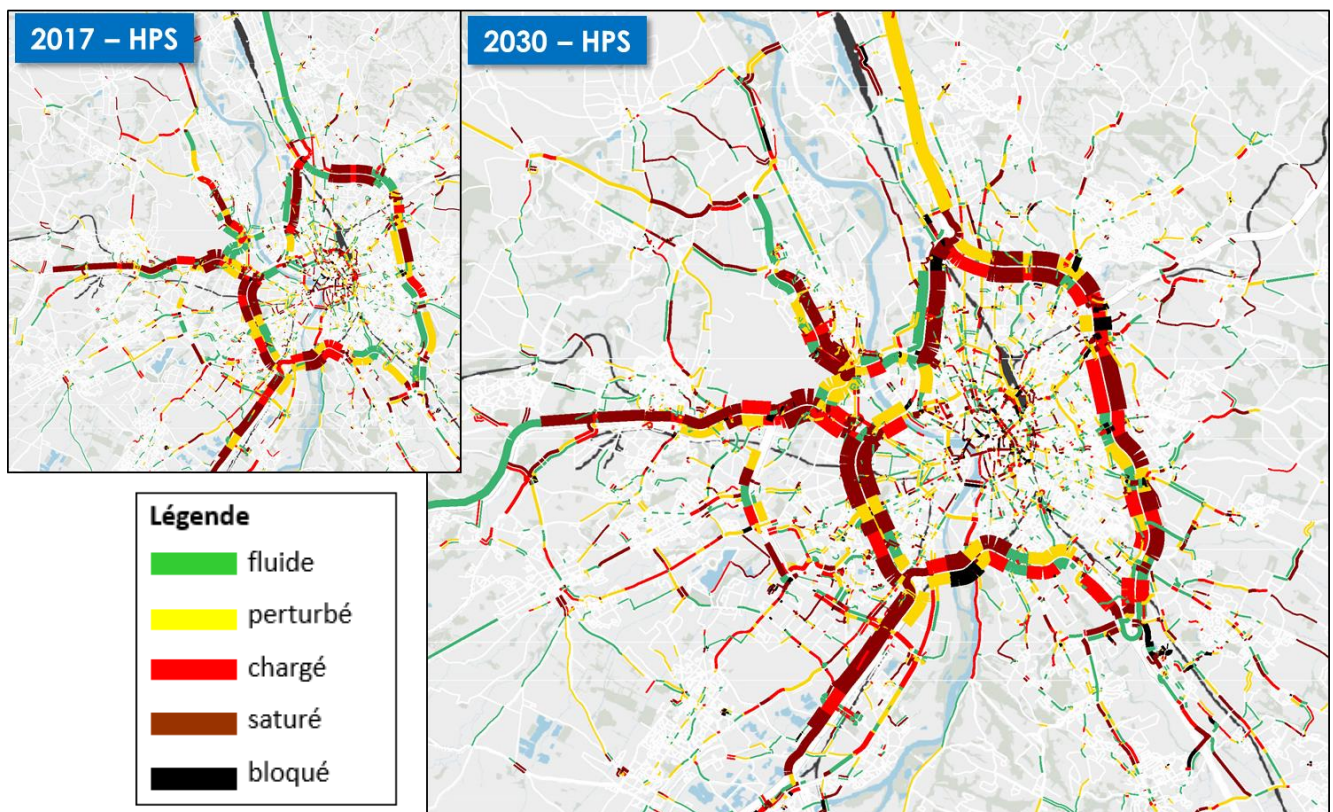 2017 – HPS
2030 – HPS
Légende
fluide
perturbé
chargé
saturé
bloqué